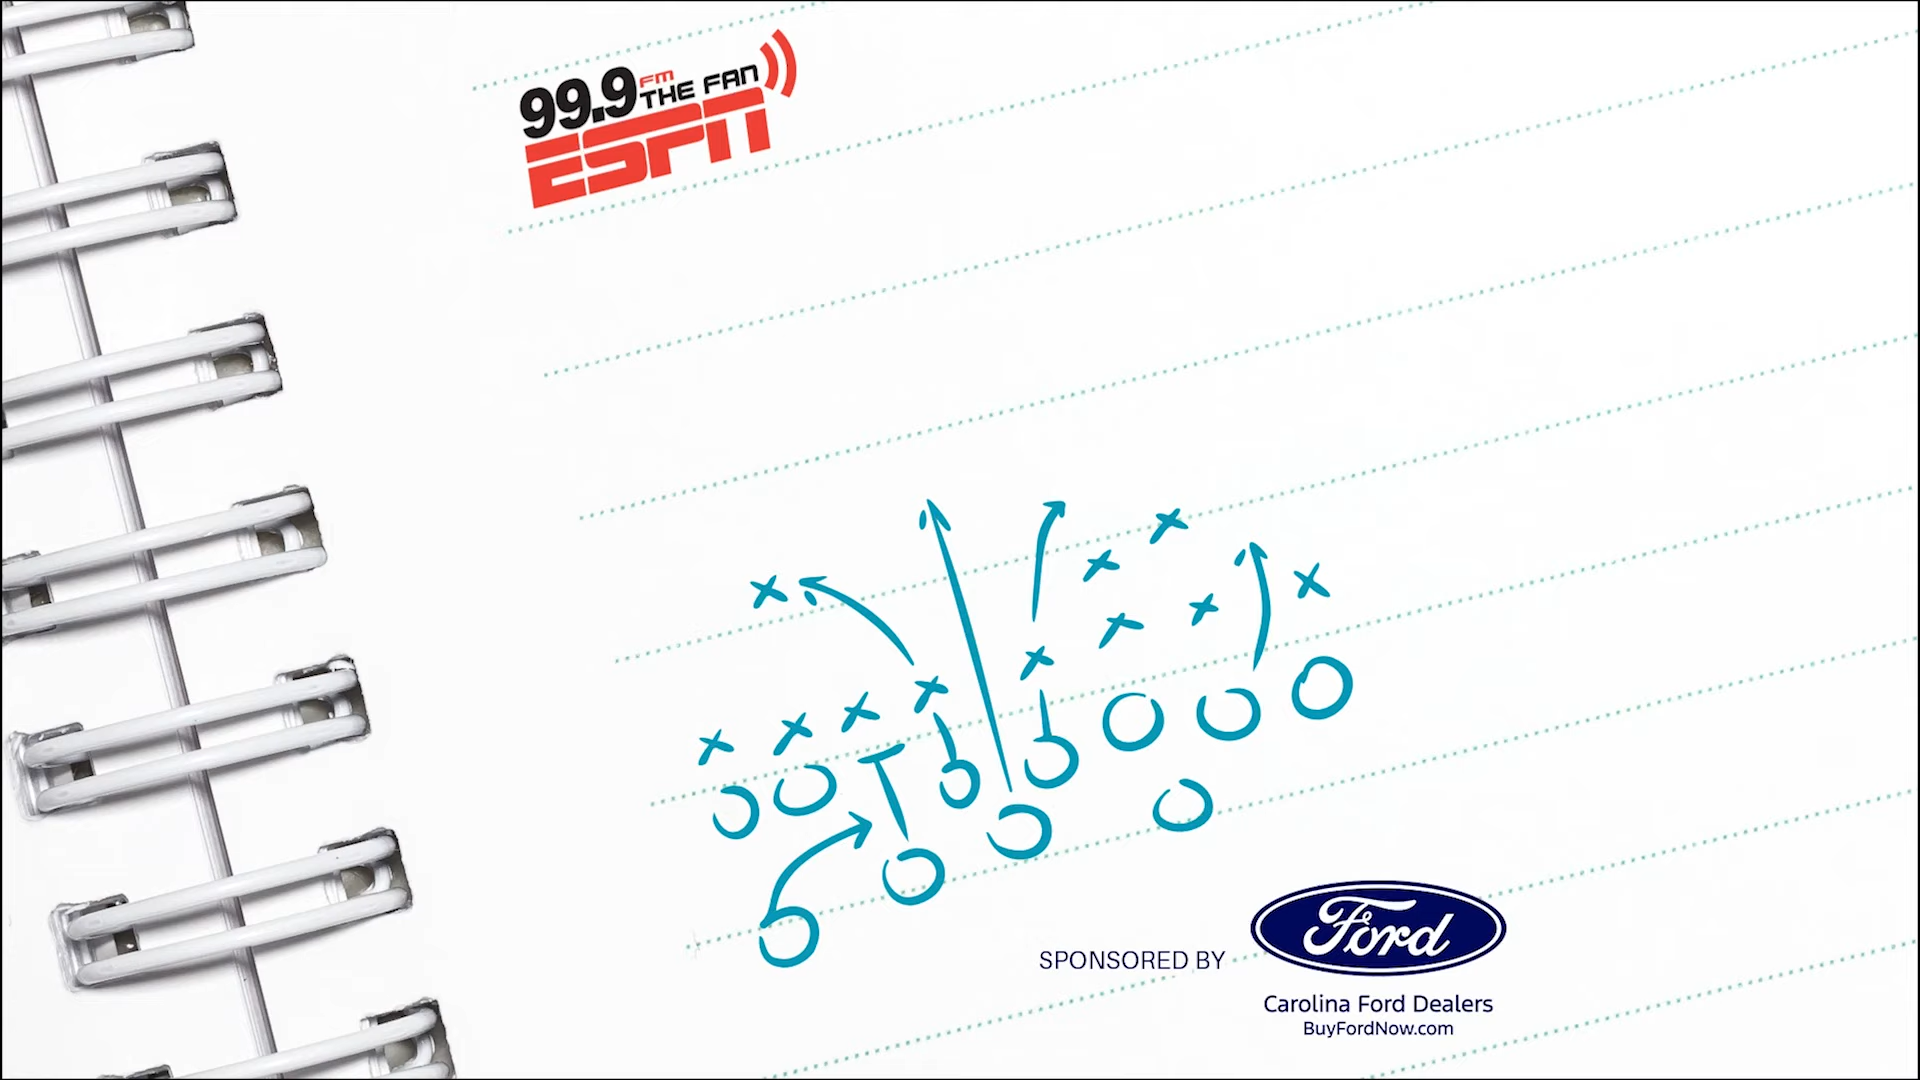 99.9 FM THE FAN
ESPN
SPONSORED BY
Ford
Carolina Ford Dealers
BuyFordNow.com